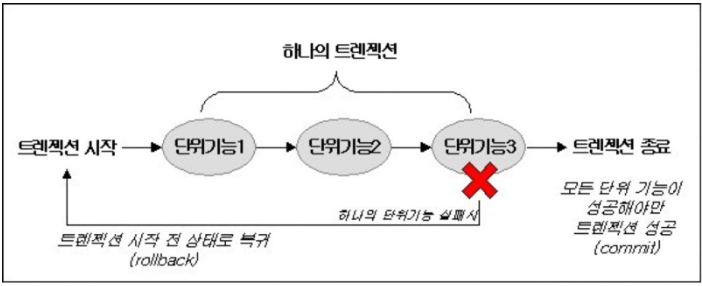 하나의 트렌젝션
트렌젝션 시작
단위기능1
단위기능2
단위기능3
트렌젝션 종료
하나의 단위기능 실패시
트렌젝션 시작 전 상태로 복귀
(rollback)
모든 단위 기능이
성공해야만
트렌젝션 성공
(commit)